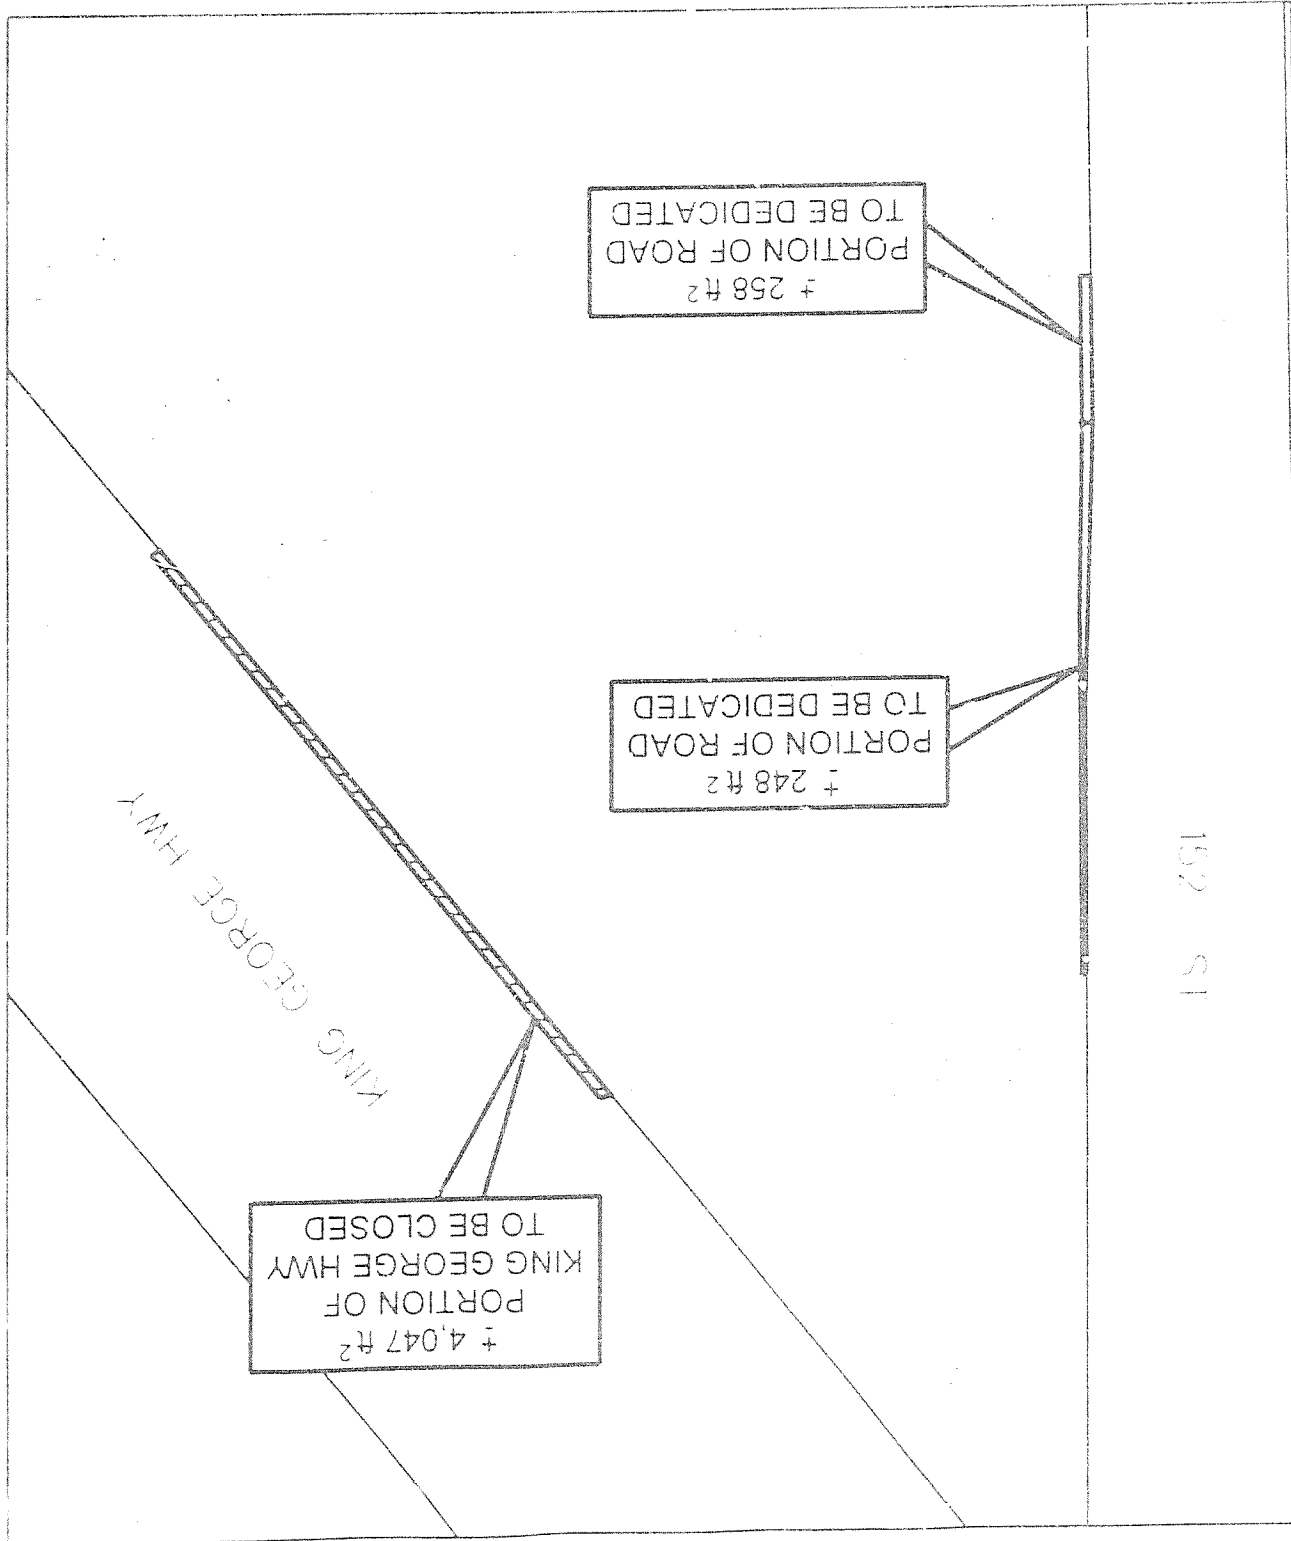 ± 4,047 ft²
PORTION OF
KING GEORGE HWY
TO BE CLOSED
KING GEORGE HWY
± 248 ft²
PORTION OF ROAD
TO BE DEDICATED
± 258 ft²
PORTION OF ROAD
TO BE DEDICATED
152 ST